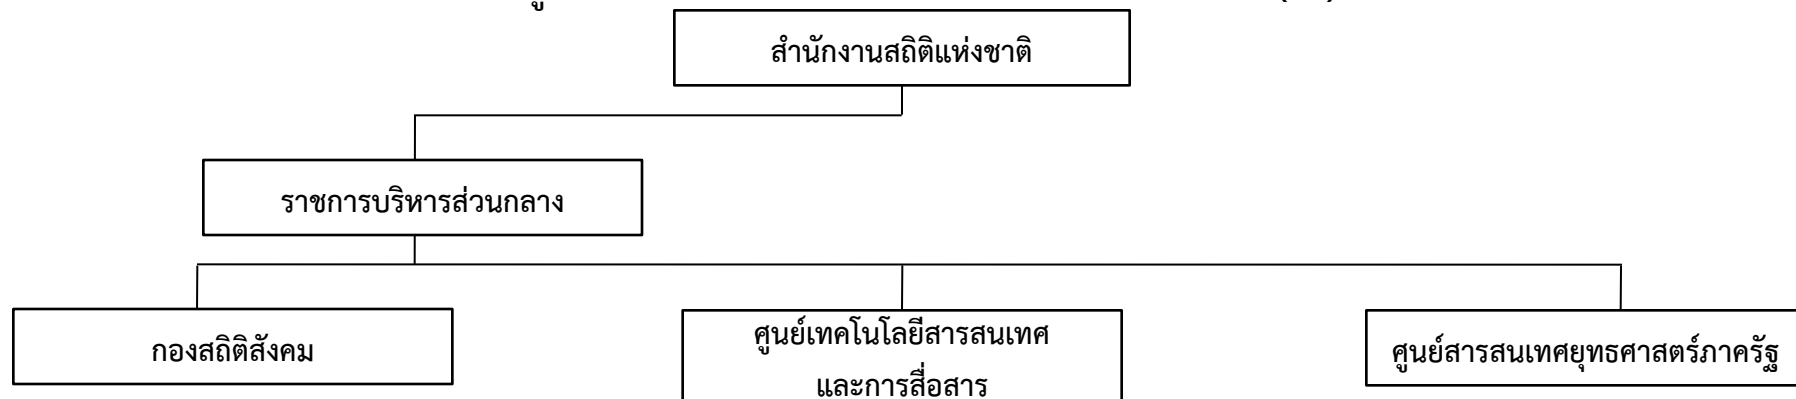 สำนักงานสถิติแห่งชาติ
ราชการบริหารส่วนกลาง
กองสถิติสังคม
ศูนย์เทคโนโลยีสารสนเทศ
และการสื่อสาร
ศูนย์สารสนเทศยุทธศาสตร์ภาครัฐ